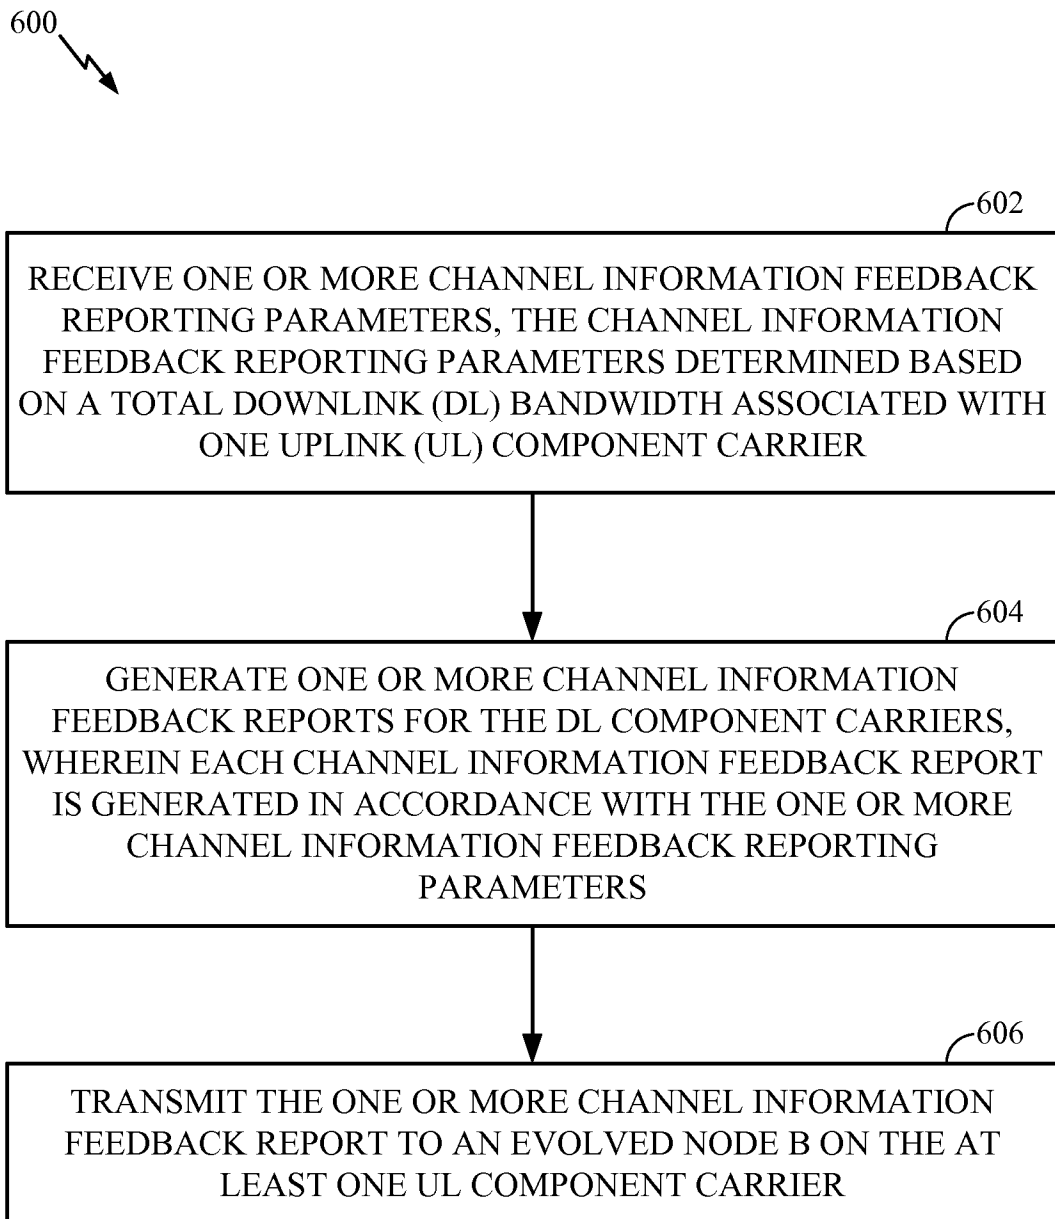 600
602
RECEIVE ONE OR MORE CHANNEL INFORMATION FEEDBACK
REPORTING PARAMETERS, THE CHANNEL INFORMATION
FEEDBACK REPORTING PARAMETERS DETERMINED BASED
ON A TOTAL DOWNLINK (DL) BANDWIDTH ASSOCIATED WITH
ONE UPLINK (UL) COMPONENT CARRIER
604
GENERATE ONE OR MORE CHANNEL INFORMATION
FEEDBACK REPORTS FOR THE DL COMPONENT CARRIERS,
WHEREIN EACH CHANNEL INFORMATION FEEDBACK REPORT
IS GENERATED IN ACCORDANCE WITH THE ONE OR MORE
CHANNEL INFORMATION FEEDBACK REPORTING
PARAMETERS
606
TRANSMIT THE ONE OR MORE CHANNEL INFORMATION
FEEDBACK REPORT TO AN EVOLVED NODE B ON THE AT
LEAST ONE UL COMPONENT CARRIER